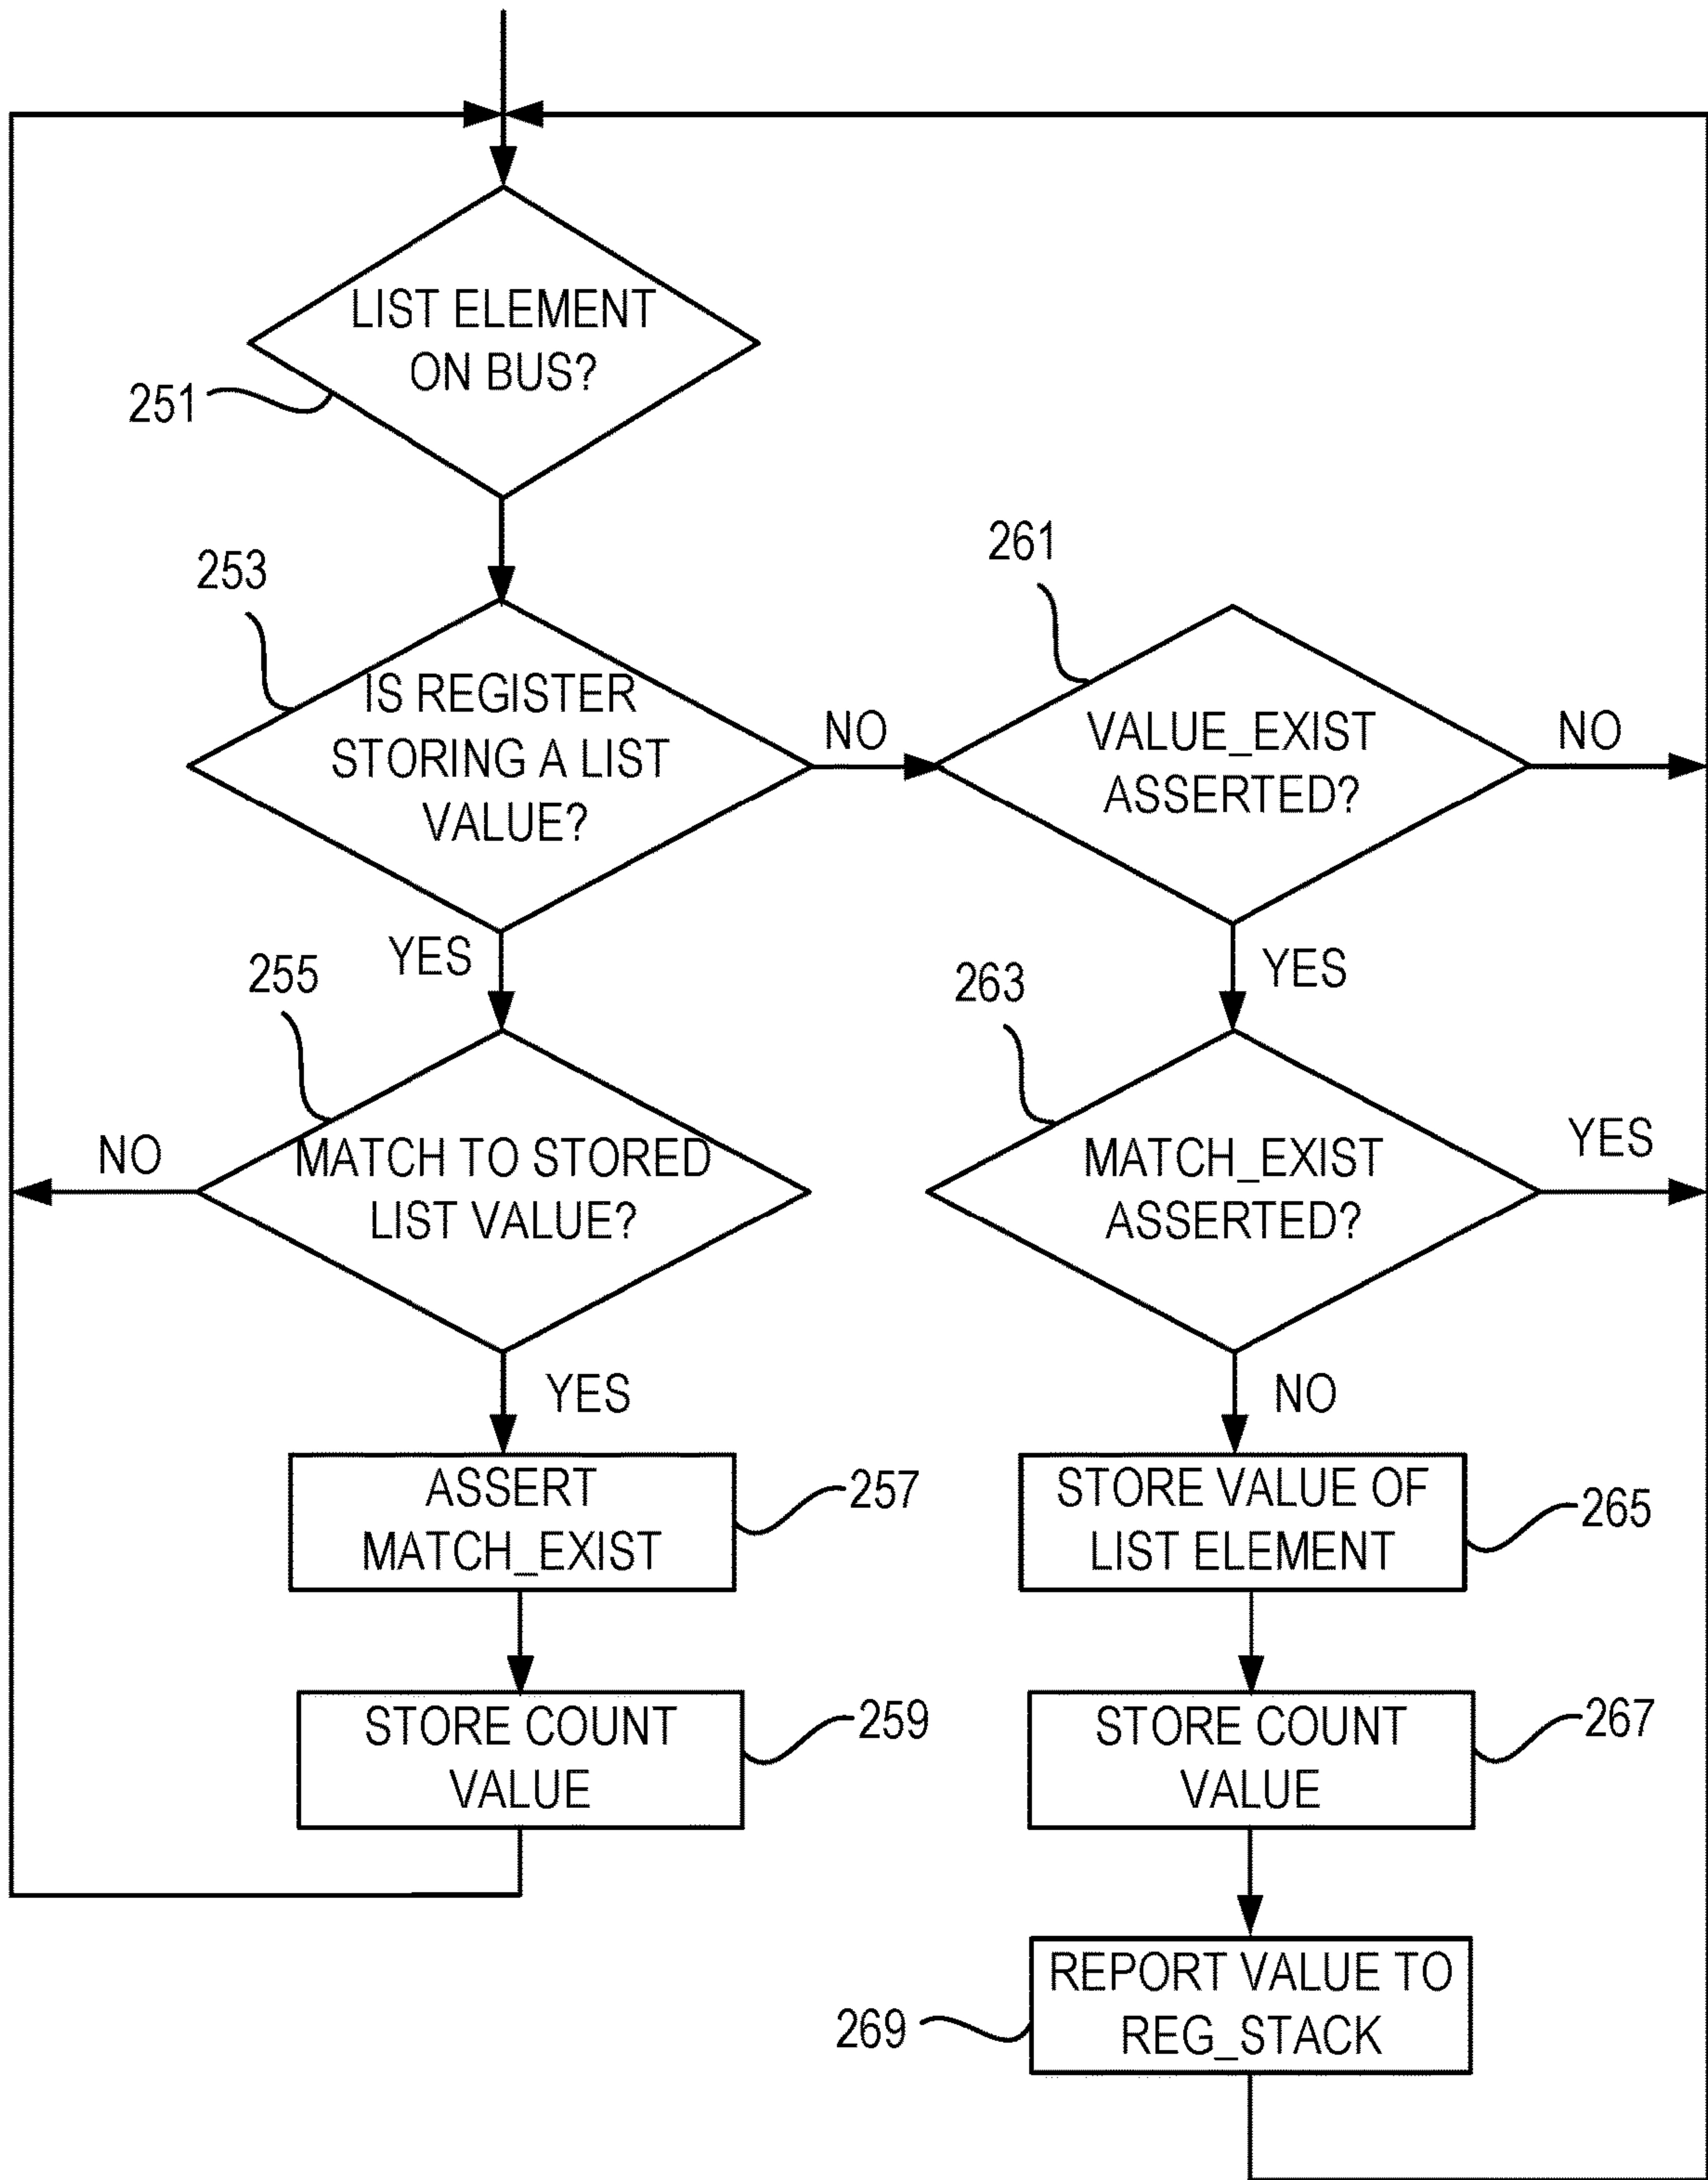 LIST ELEMENT
ON BUS?
251
253
IS REGISTER
STORING A LIST
VALUE?
NO
261
VALUE_EXIST
ASSERTED?
NO
YES
YES
255
MATCH TO STORED
LIST VALUE?
NO
263
MATCH_EXIST
ASSERTED?
YES
YES
NO
ASSERT
MATCH_EXIST
257
STORE VALUE OF
LIST ELEMENT
265
STORE COUNT
VALUE
259
STORE COUNT
VALUE
267
REPORT VALUE TO
REG_STACK
269